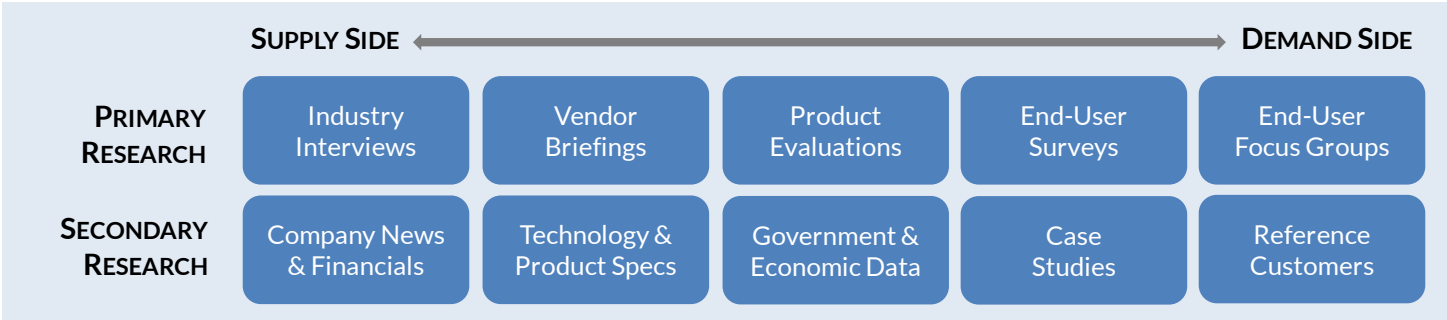 SUPPLY SIDE DEMAND SIDE
PRIMARY
RESEARCH
Industry
Interviews
Vendor
Briefings
Product
Evaluations
End-User
Surveys
End-User
Focus Groups
SECONDARY
RESEARCH
Company News
& Financials
Technology &
Product Specs
Government &
Economic Data
Case
Studies
Reference
Customers